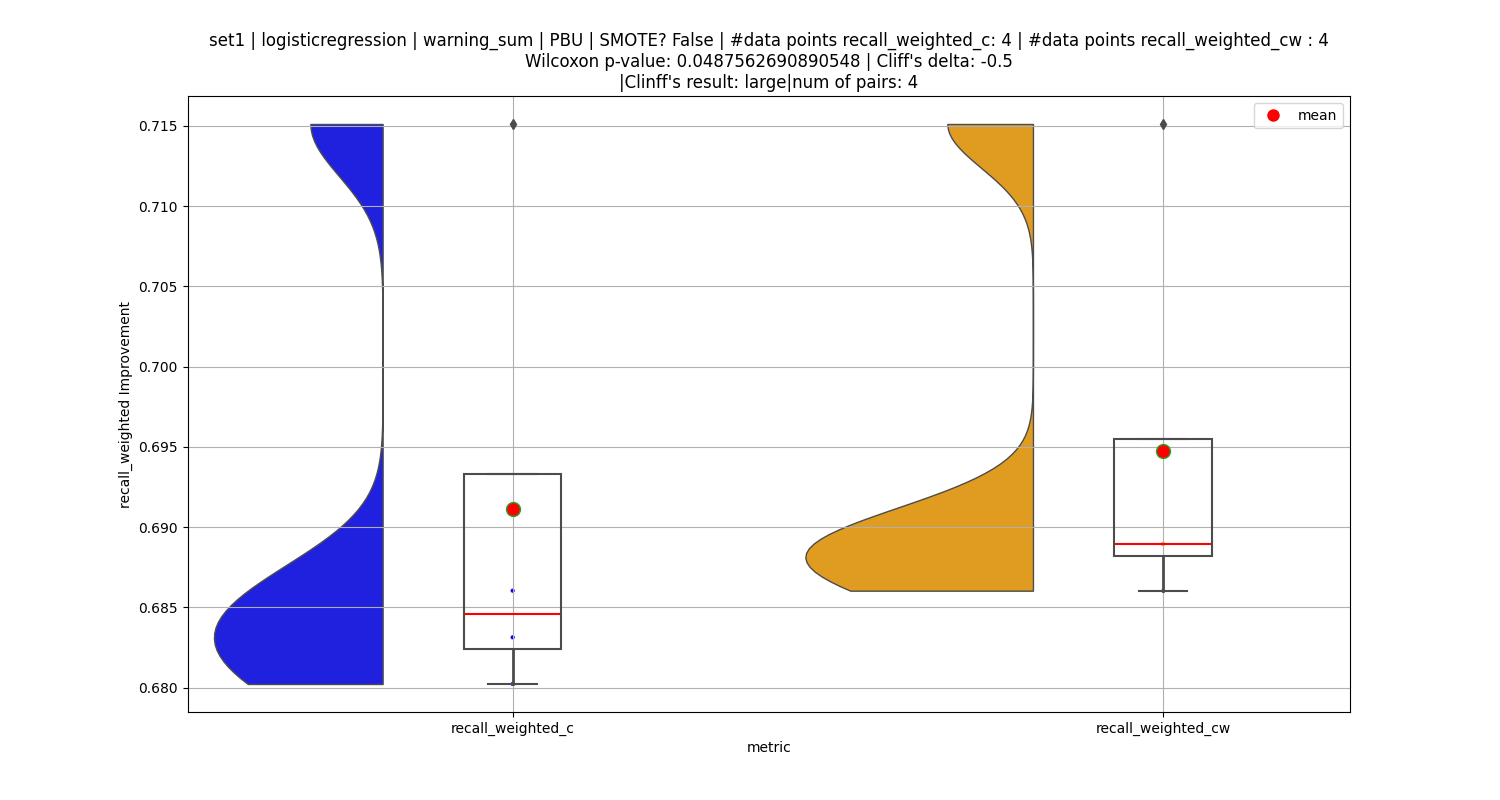 set1 | logisticregression | warning_sum | PBU | SMOTE? False | #data points recall_weighted_c: 4 | #data points recall_weighted_cw : 4
Wilcoxon p-value: 0.0487562690890548 | Cliff's delta: -0.5
|Clinff's result: large|num of pairs: 4
mean
0.715
0.710
0.705
0.700
0.695
0.690
0.685
0.680
recall_weighted Improvement
recall_weighted_c
recall_weighted_cw
metric